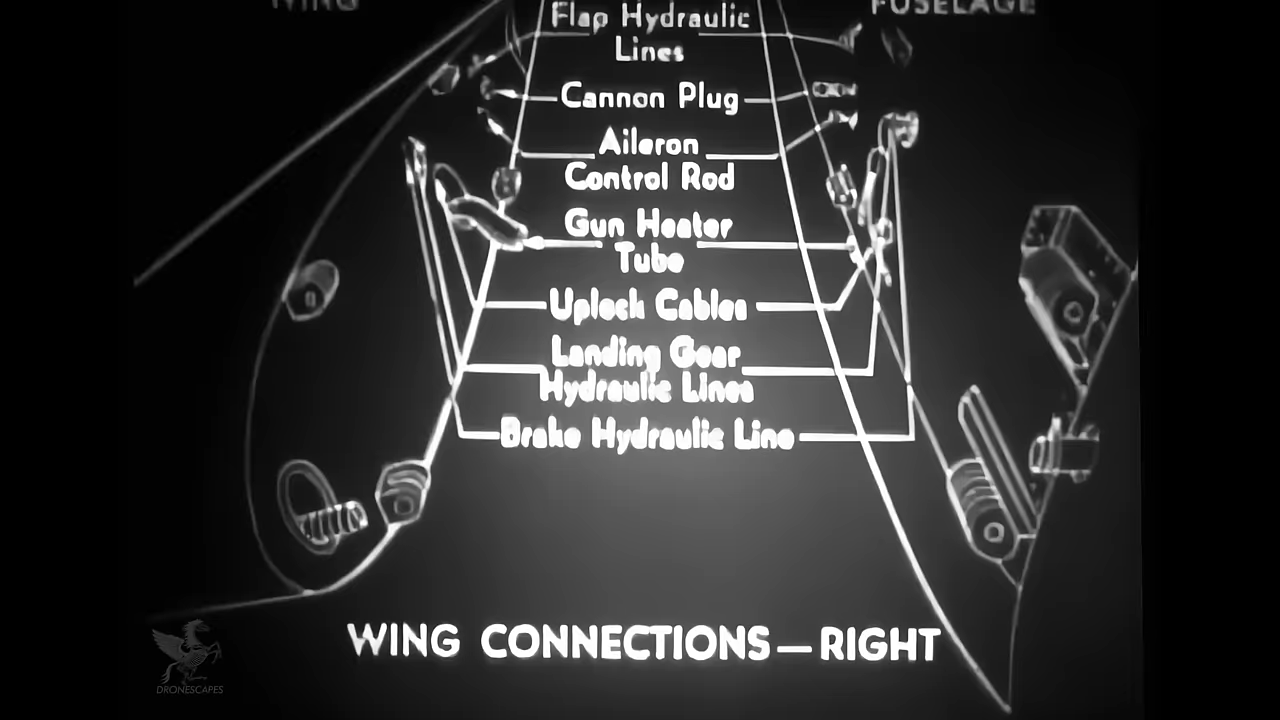 WING
FUSELAGE
Flap Hydraulic
Lines
Cannon Plug
Aileron
Control Rod
Gun Heater
Tube
Uplock Cables
Landing Gear
Hydraulic Lines
Brake Hydraulic Line
WING CONNECTIONS—RIGHT
DRONESCAPES